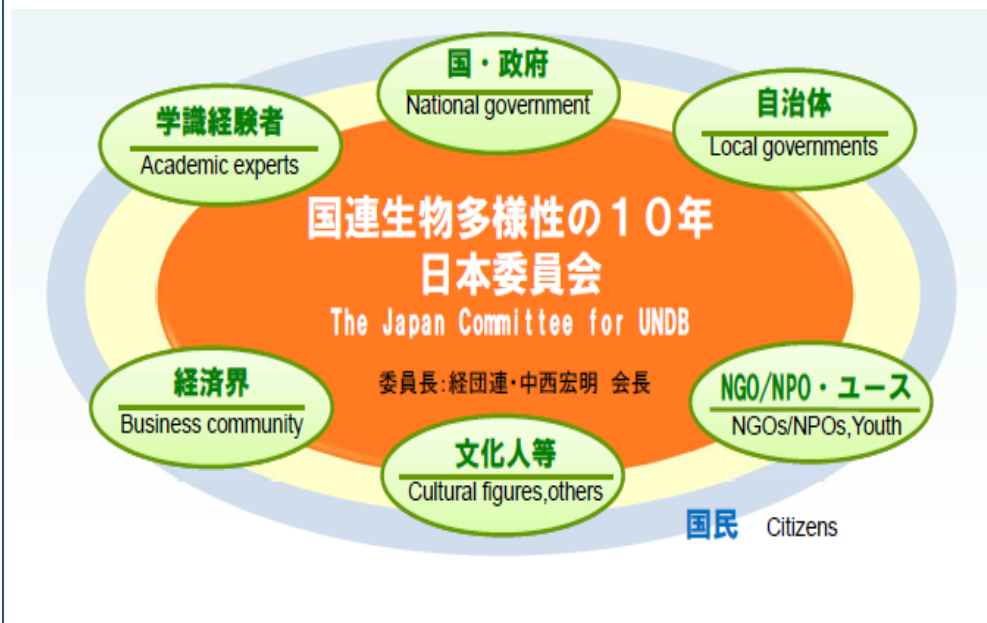 国・政府
National government
学識経験者
Academic experts
自治体
Local governments
国連生物多様性の１０年
日本委員会
The Japan Committee for UNDB
委員長：経団連・中西宏明 会長
経済界
Business community
NGO/NPO・ユース
NGOs/NPOs,Youth
文化人等
Cultural figures,others
国民 Citizens